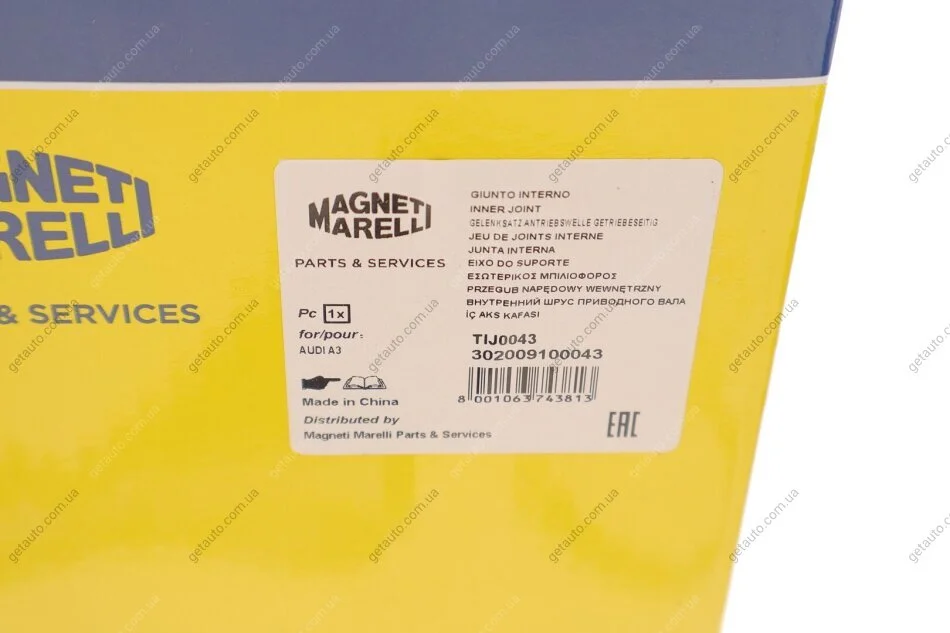 MAGNETI
MARELLI
& SERVICES
MAGNETI
MARELLI
PARTS & SERVICES
Pc 1x
for/pour:
AUDI A3
Made in China
Distributed by
Magneti Marelli Parts & Services
GIUNTO INTERNO
INNER JOINT
GELENKSATZ ANTRIEBSWELLE GETRIEBESEITIG
JEU DE JOINTS INTERNE
JUNTA INTERNA
EIXO DO SUPORTE
ΕΣΩΤΕΡΙΚΟΣ ΜΠΙΛΙΟΦΟΡΟΣ
PRZEGUB NAPĘDOWY WEWNĘTRZNY
ВНУТРЕННИЙ ШРУС ПРИВОДНОГО ВАЛА
İÇ AKS KAFASI
TIJ0043
302009100043
8 001063 743813
EAC
getauto.com.ua